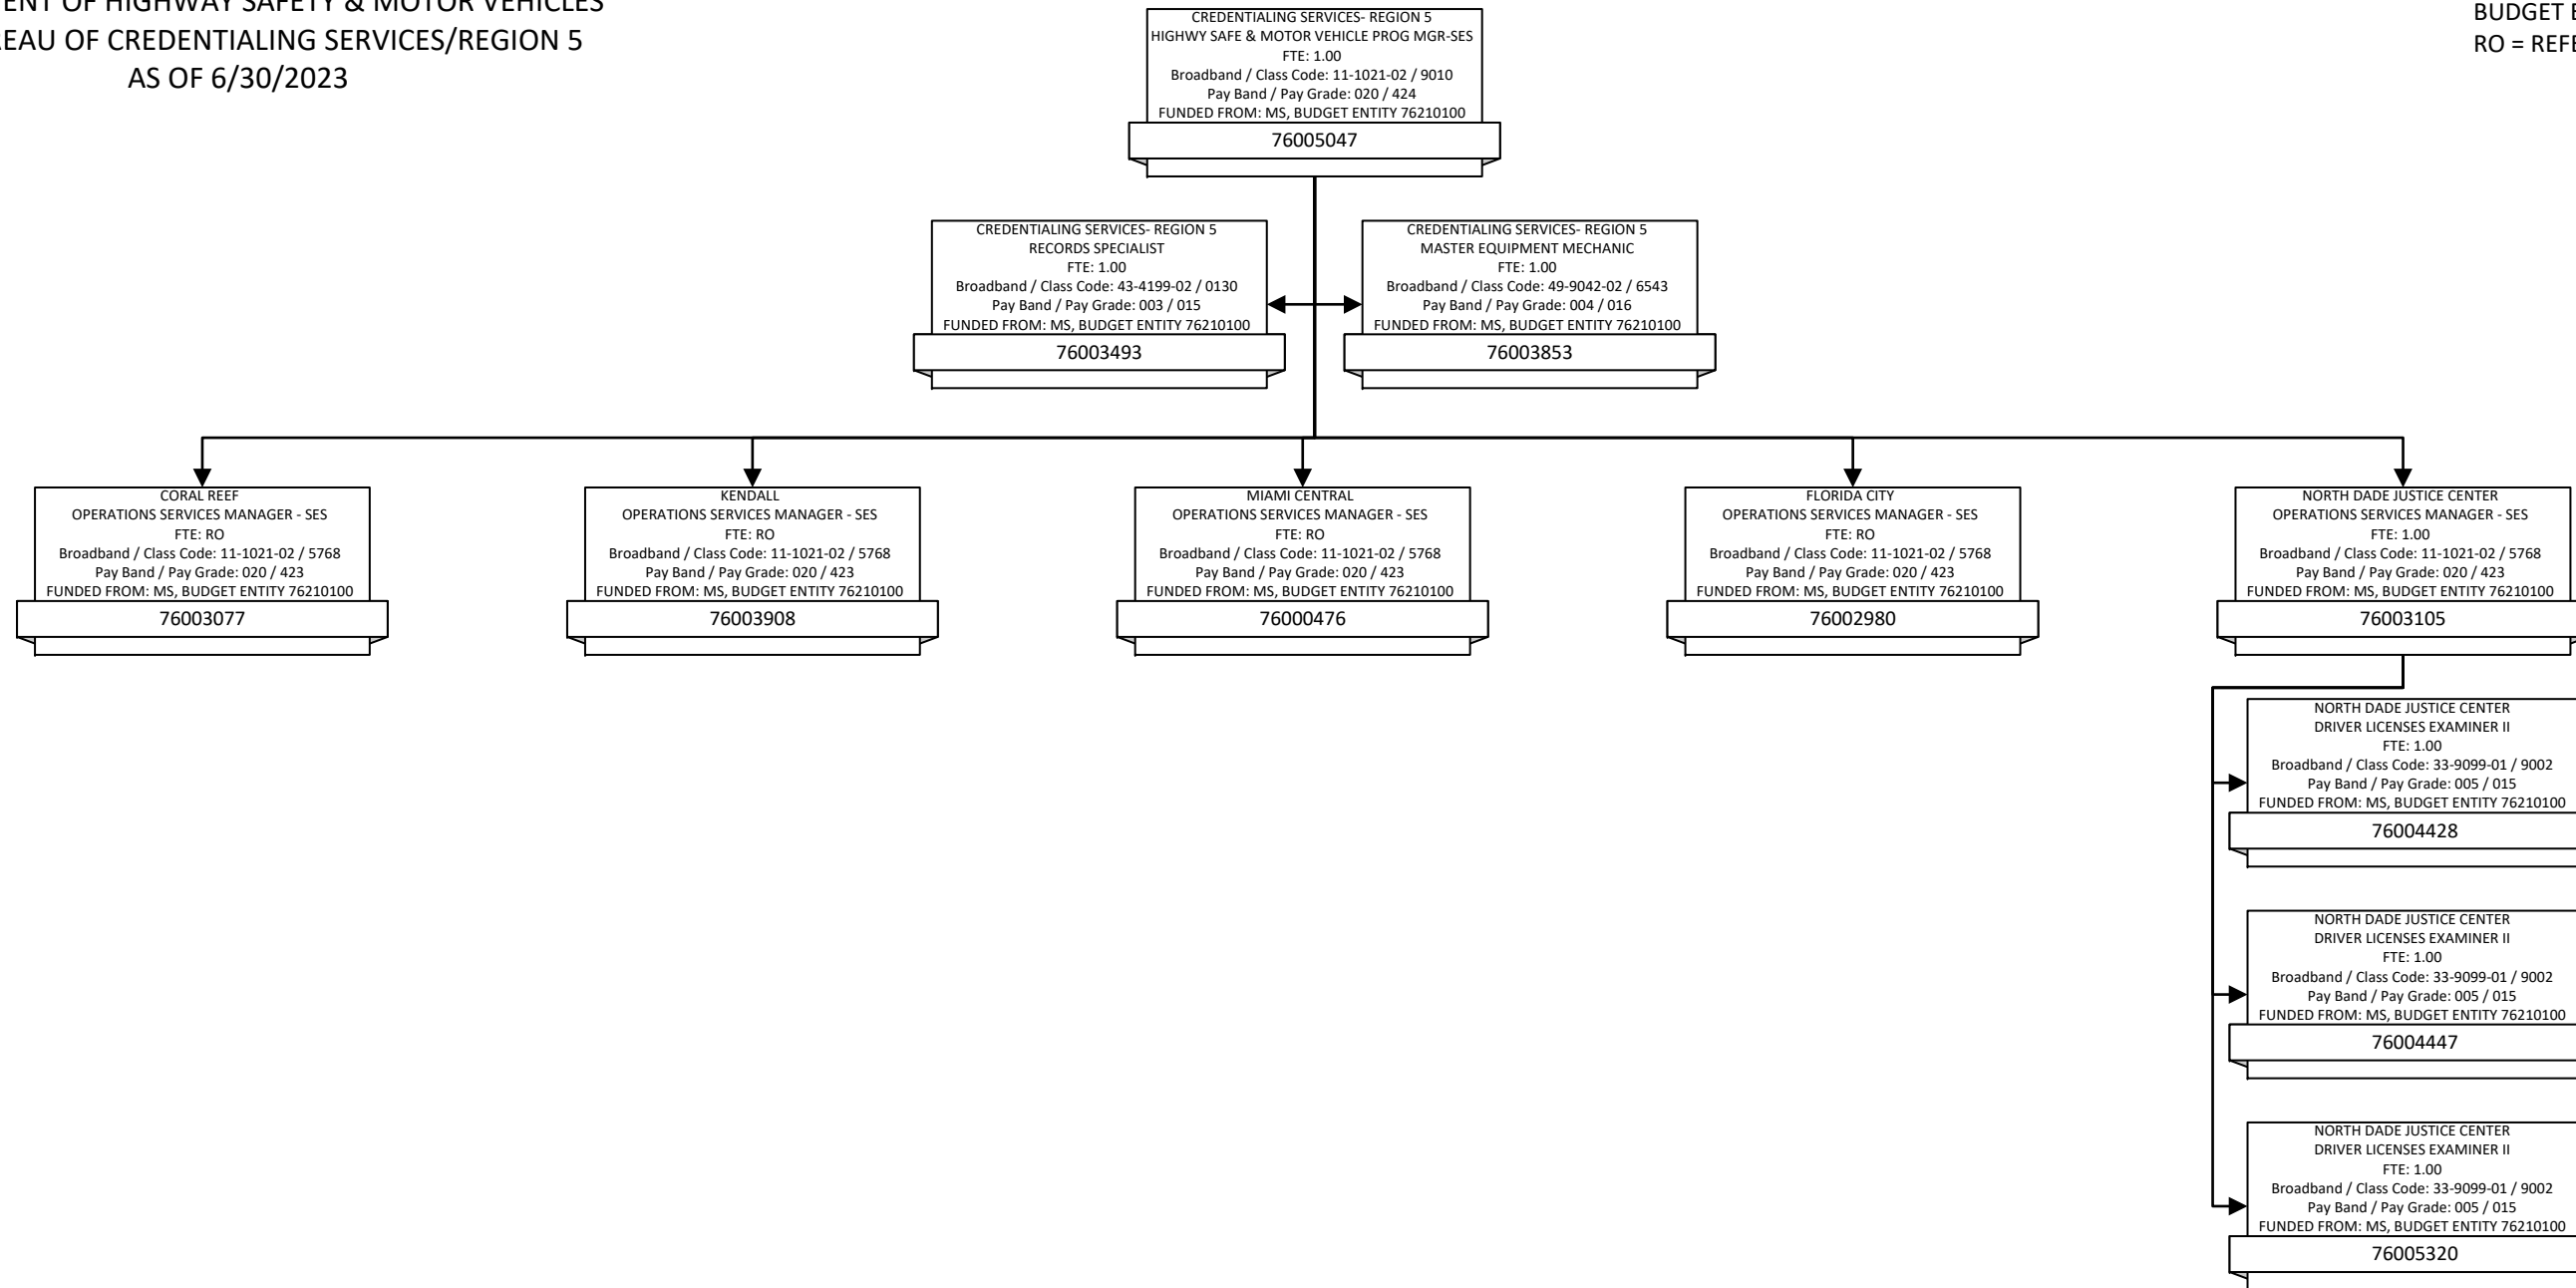 OF HIGHWAY SAFETY & MOTOR VEHICLES
OF CREDENTIALING SERVICES/REGION 5
AS OF 6/30/2023
BUDGET
RO =
CREDENTIALING SERVICES- REGION 5
HIGHWY SAFE & MOTOR VEHICLE PROG MGR-SES
FTE: 1.00
Broadband / Class Code: 11-1021-02 / 9010
Pay Band / Pay Grade: 020 / 424
FUNDED FROM: MS, BUDGET ENTITY 76210100
76005047
CREDENTIALING SERVICES- REGION 5
RECORDS SPECIALIST
FTE: 1.00
Broadband / Class Code: 43-4199-02 / 0130
Pay Band / Pay Grade: 003 / 015
FUNDED FROM: MS, BUDGET ENTITY 76210100
76003493
CREDENTIALING SERVICES- REGION 5
MASTER EQUIPMENT MECHANIC
FTE: 1.00
Broadband / Class Code: 49-9042-02 / 6543
Pay Band / Pay Grade: 004 / 016
FUNDED FROM: MS, BUDGET ENTITY 76210100
76003853
CORAL REEF
OPERATIONS SERVICES MANAGER - SES
FTE: RO
Broadband / Class Code: 11-1021-02 / 5768
Pay Band / Pay Grade: 020 / 423
FUNDED FROM: MS, BUDGET ENTITY 76210100
76003077
KENDALL
OPERATIONS SERVICES MANAGER - SES
FTE: RO
Broadband / Class Code: 11-1021-02 / 5768
Pay Band / Pay Grade: 020 / 423
FUNDED FROM: MS, BUDGET ENTITY 76210100
76003908
MIAMI CENTRAL
OPERATIONS SERVICES MANAGER - SES
FTE: RO
Broadband / Class Code: 11-1021-02 / 5768
Pay Band / Pay Grade: 020 / 423
FUNDED FROM: MS, BUDGET ENTITY 76210100
76000476
FLORIDA CITY
OPERATIONS SERVICES MANAGER - SES
FTE: RO
Broadband / Class Code: 11-1021-02 / 5768
Pay Band / Pay Grade: 020 / 423
FUNDED FROM: MS, BUDGET ENTITY 76210100
76002980
NORTH DADE JUSTICE CENTER
OPERATIONS SERVICES MANAGER - SES
FTE: 1.00
Broadband / Class Code: 11-1021-02 / 5768
Pay Band / Pay Grade: 020 / 423
FUNDED FROM: MS, BUDGET ENTITY 76210100
76003105
NORTH DADE JUSTICE CENTER
DRIVER LICENSES EXAMINER II
FTE: 1.00
Broadband / Class Code: 33-9099-01 / 9002
Pay Band / Pay Grade: 005 / 015
FUNDED FROM: MS, BUDGET ENTITY 76210100
76004428
NORTH DADE JUSTICE CENTER
DRIVER LICENSES EXAMINER II
FTE: 1.00
Broadband / Class Code: 33-9099-01 / 9002
Pay Band / Pay Grade: 005 / 015
FUNDED FROM: MS, BUDGET ENTITY 76210100
76004447
NORTH DADE JUSTICE CENTER
DRIVER LICENSES EXAMINER II
FTE: 1.00
Broadband / Class Code: 33-9099-01 / 9002
Pay Band / Pay Grade: 005 / 015
FUNDED FROM: MS, BUDGET ENTITY 76210100
76005320